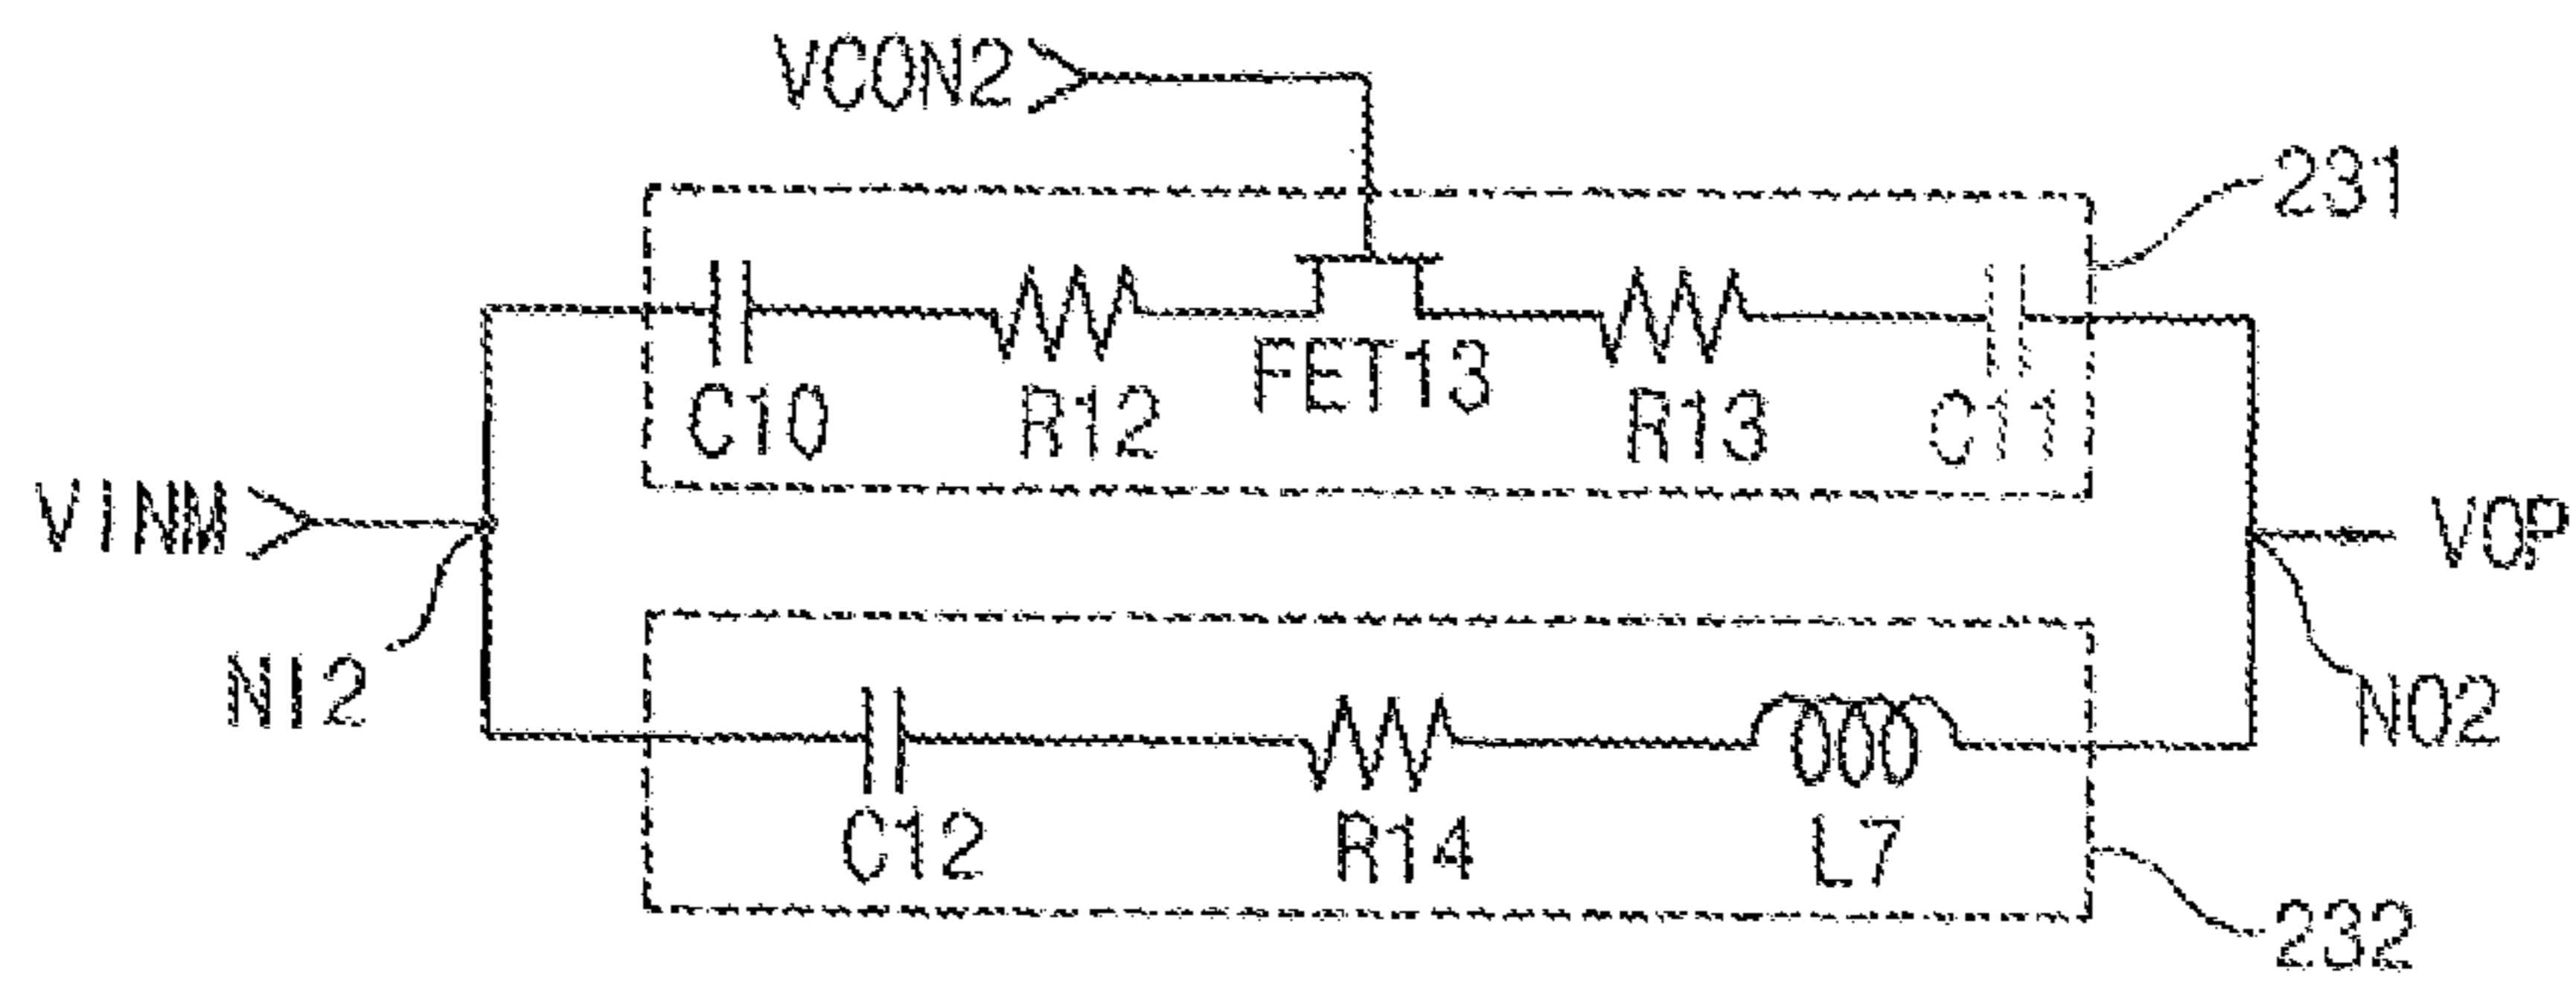 VCON2
231
C10 R12 FET13 R13 C11
VINM
VOP
NI2
NO2
C12 R14 L7
232